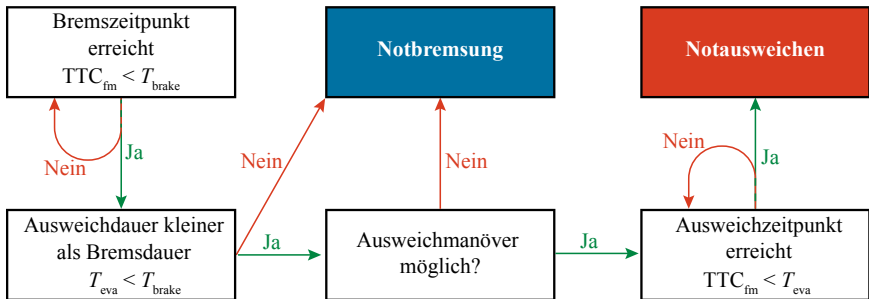 Bremszeitpunkt
erreicht
TTC_fm < T_brake
Notbremsung
Notausweichen
Nein
Ja
Nein
Nein
Nein
Ja
Ausweichdauer kleiner
als Bremsdauer
T_eva < T_brake
Ja
Ausweichmanöver
möglich?
Ja
Ausweichzeitpunkt
erreicht
TTC_fm < T_eva